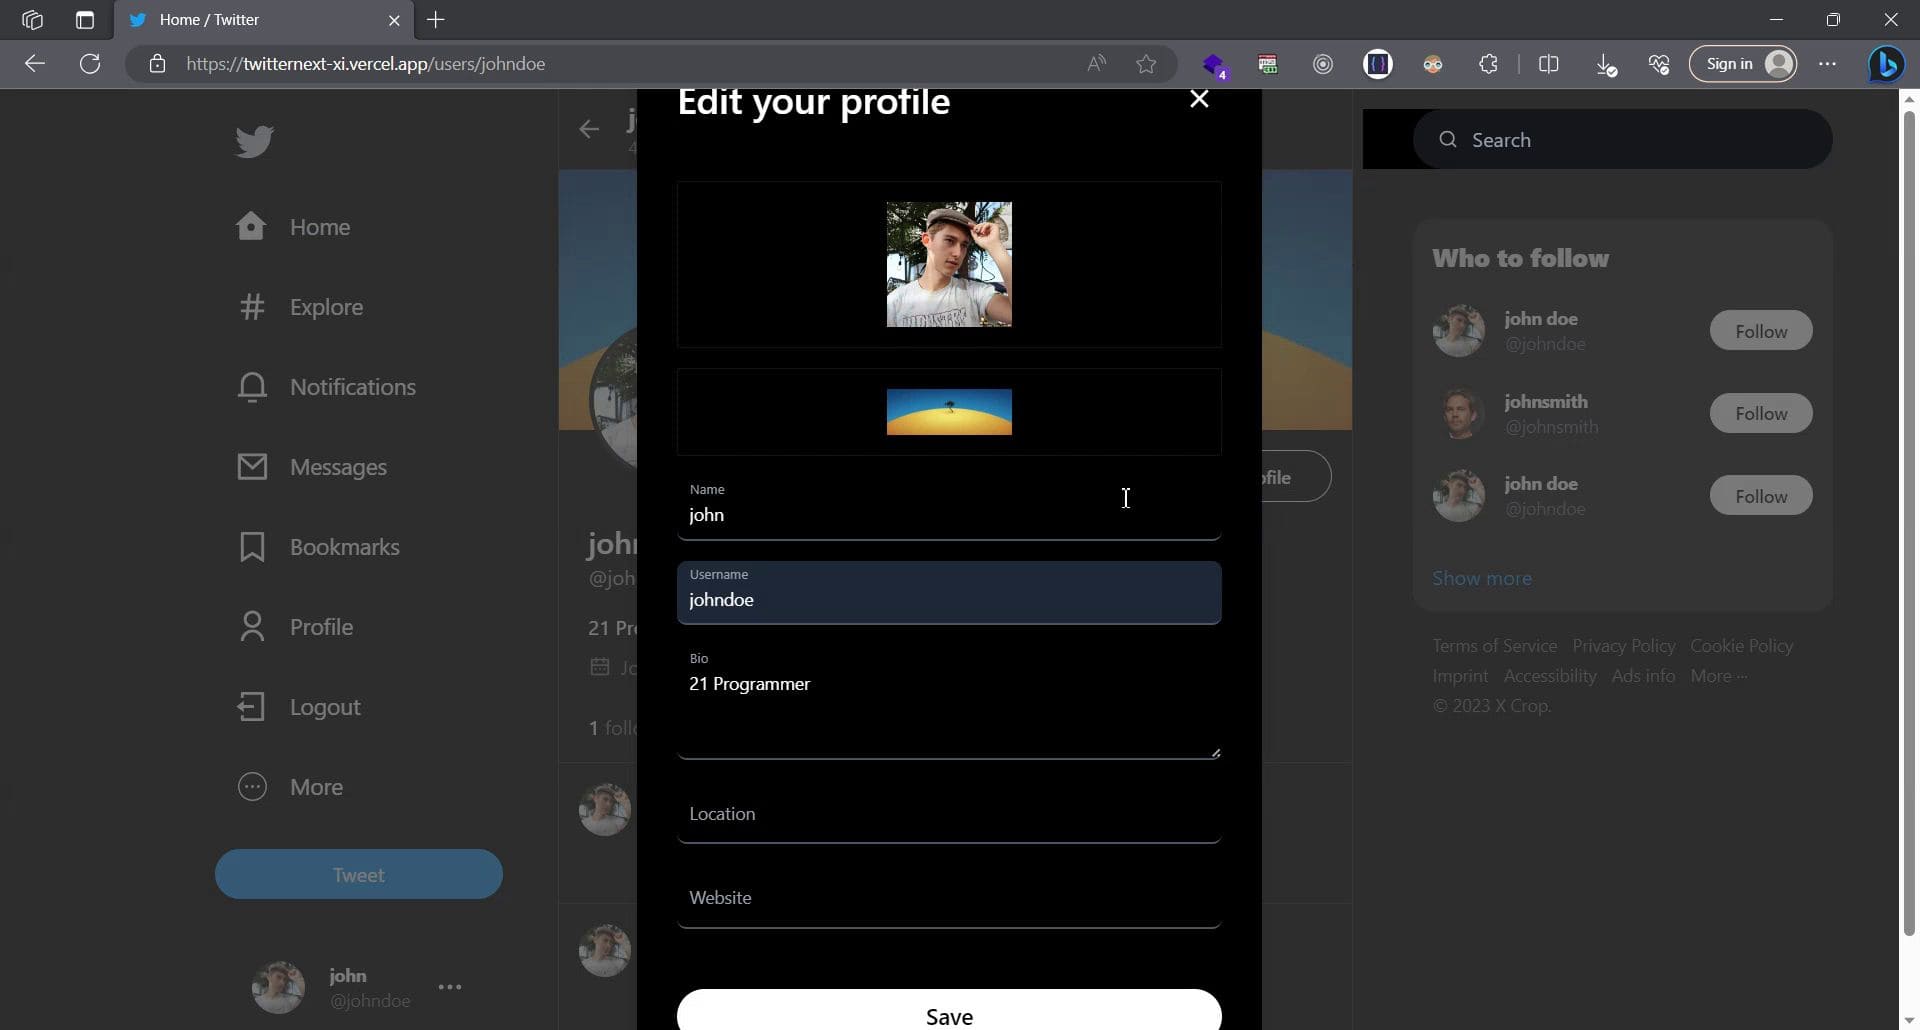 Home / Twitter
https://twitternext-xi.vercel.app/users/johndoe
4
Sign in
Home
Explore
Notifications
Messages
Bookmarks
Profile
Logout
More
Tweet
john
@johndoe
@joh
21 Pr
1 foll
Edit your profile
Name
john
Username
johndoe
Bio
21 Programmer
Location
Website
Save
ofile
Search
Who to follow
john doe
@johndoe
Follow
johnsmith
@johnsmith
Follow
john doe
@johndoe
Follow
Show more
Terms of Service Privacy Policy Cookie Policy
Imprint Accessibility Ads info More ···
© 2023 X Crop.